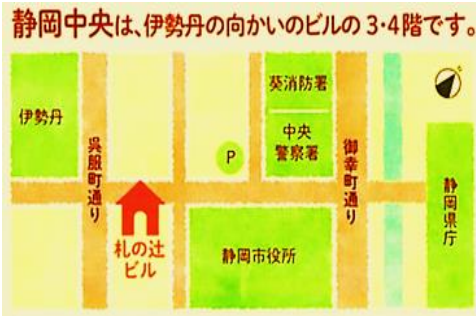 静岡中央は、伊勢丹の向かいのビルの3・4階です。
伊勢丹
呉服町通り
札の辻
ビル
P
葵消防署
中央
警察署
御幸町通り
静岡県庁
静岡市役所